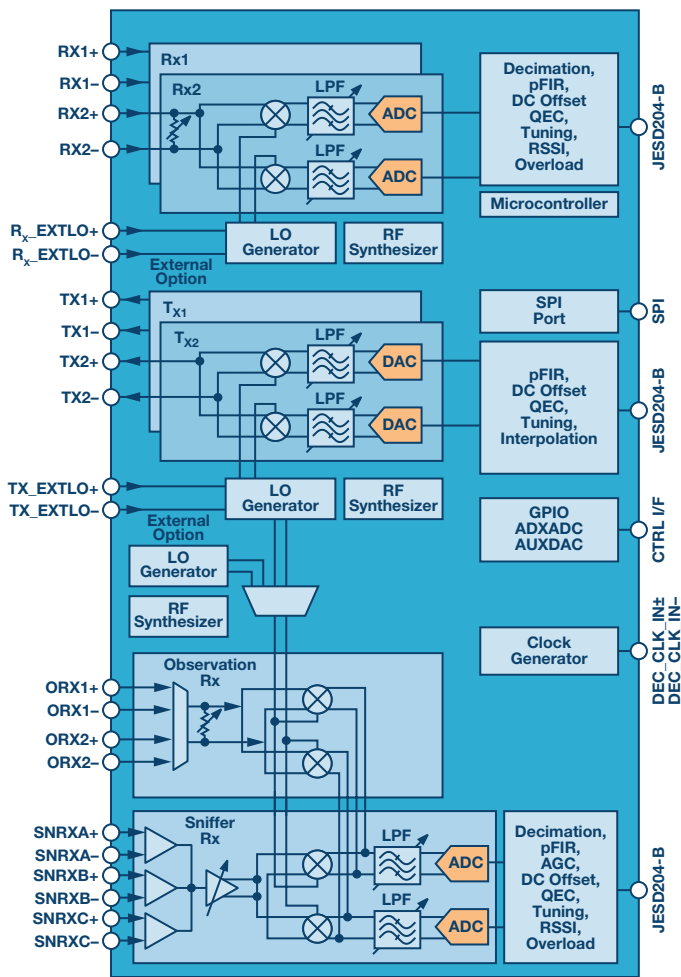 RX1+
RX1–
RX2+
RX2–
Rx1
Rx2
LPF
ADC
LPF
ADC
Decimation,
pFIR,
DC Offset
QEC,
Tuning,
RSSI,
Overload
JESD204-B
Microcontroller
RX_EXTLO+
RX_EXTLO–
LO
Generator
RF
Synthesizer
External
Option
TX1+
TX1–
TX2+
TX2–
TX1
TX2
LPF
DAC
LPF
DAC
SPI
Port
SPI
pFIR,
DC Offset
QEC,
Tuning,
Interpolation
JESD204-B
TX_EXTLO+
TX_EXTLO–
LO
Generator
RF
Synthesizer
External
Option
GPIO
ADXADC
AUXDAC
CTRL I/F
LO
Generator
RF
Synthesizer
Clock
Generator
DEC_CLK_IN±
DEC_CLK_IN–
ORX1+
ORX1–
ORX2+
ORX2–
Observation
Rx
SNRXA+
SNRXA–
SNRXB+
SNRXB–
SNRXC+
SNRXC–
Sniffer
Rx
LPF
ADC
LPF
ADC
Decimation,
pFIR,
AGC,
DC Offset,
QEC,
Tuning,
RSSI,
Overload
JESD204-B